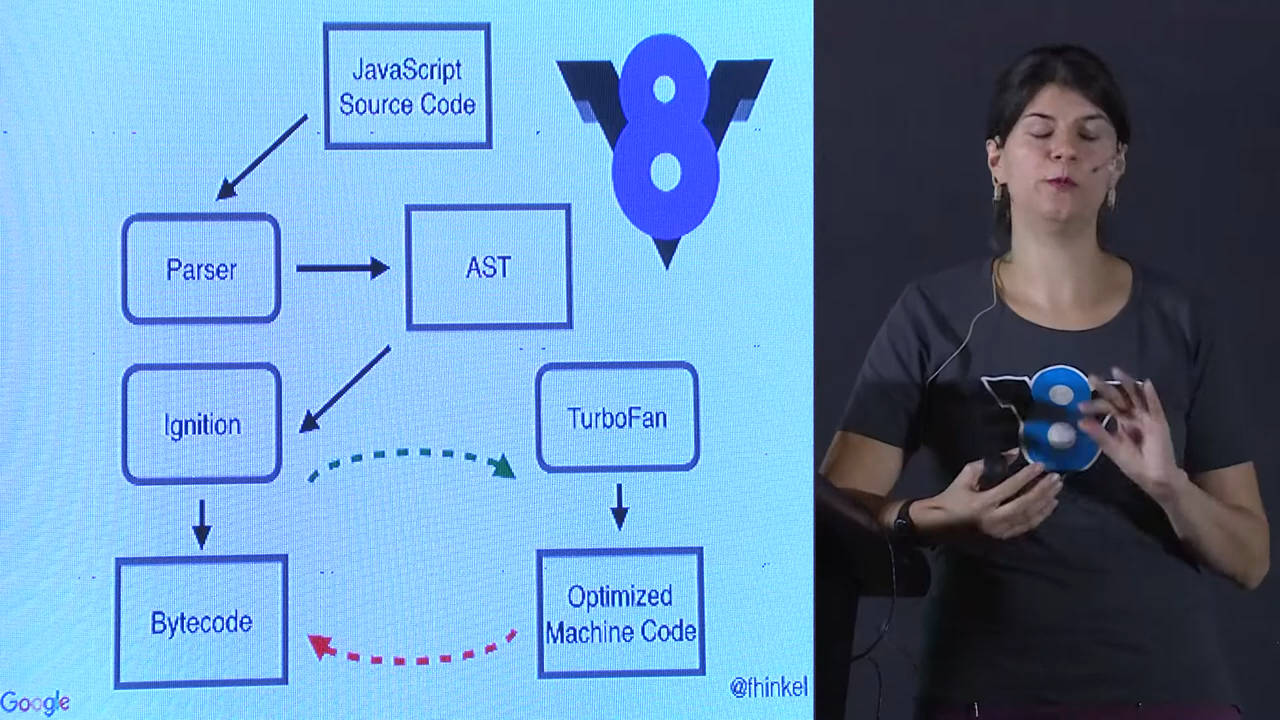 JavaScript
Source Code
Parser
AST
Ignition
TurboFan
Bytecode
Optimized
Machine Code
Google
@fhinkel